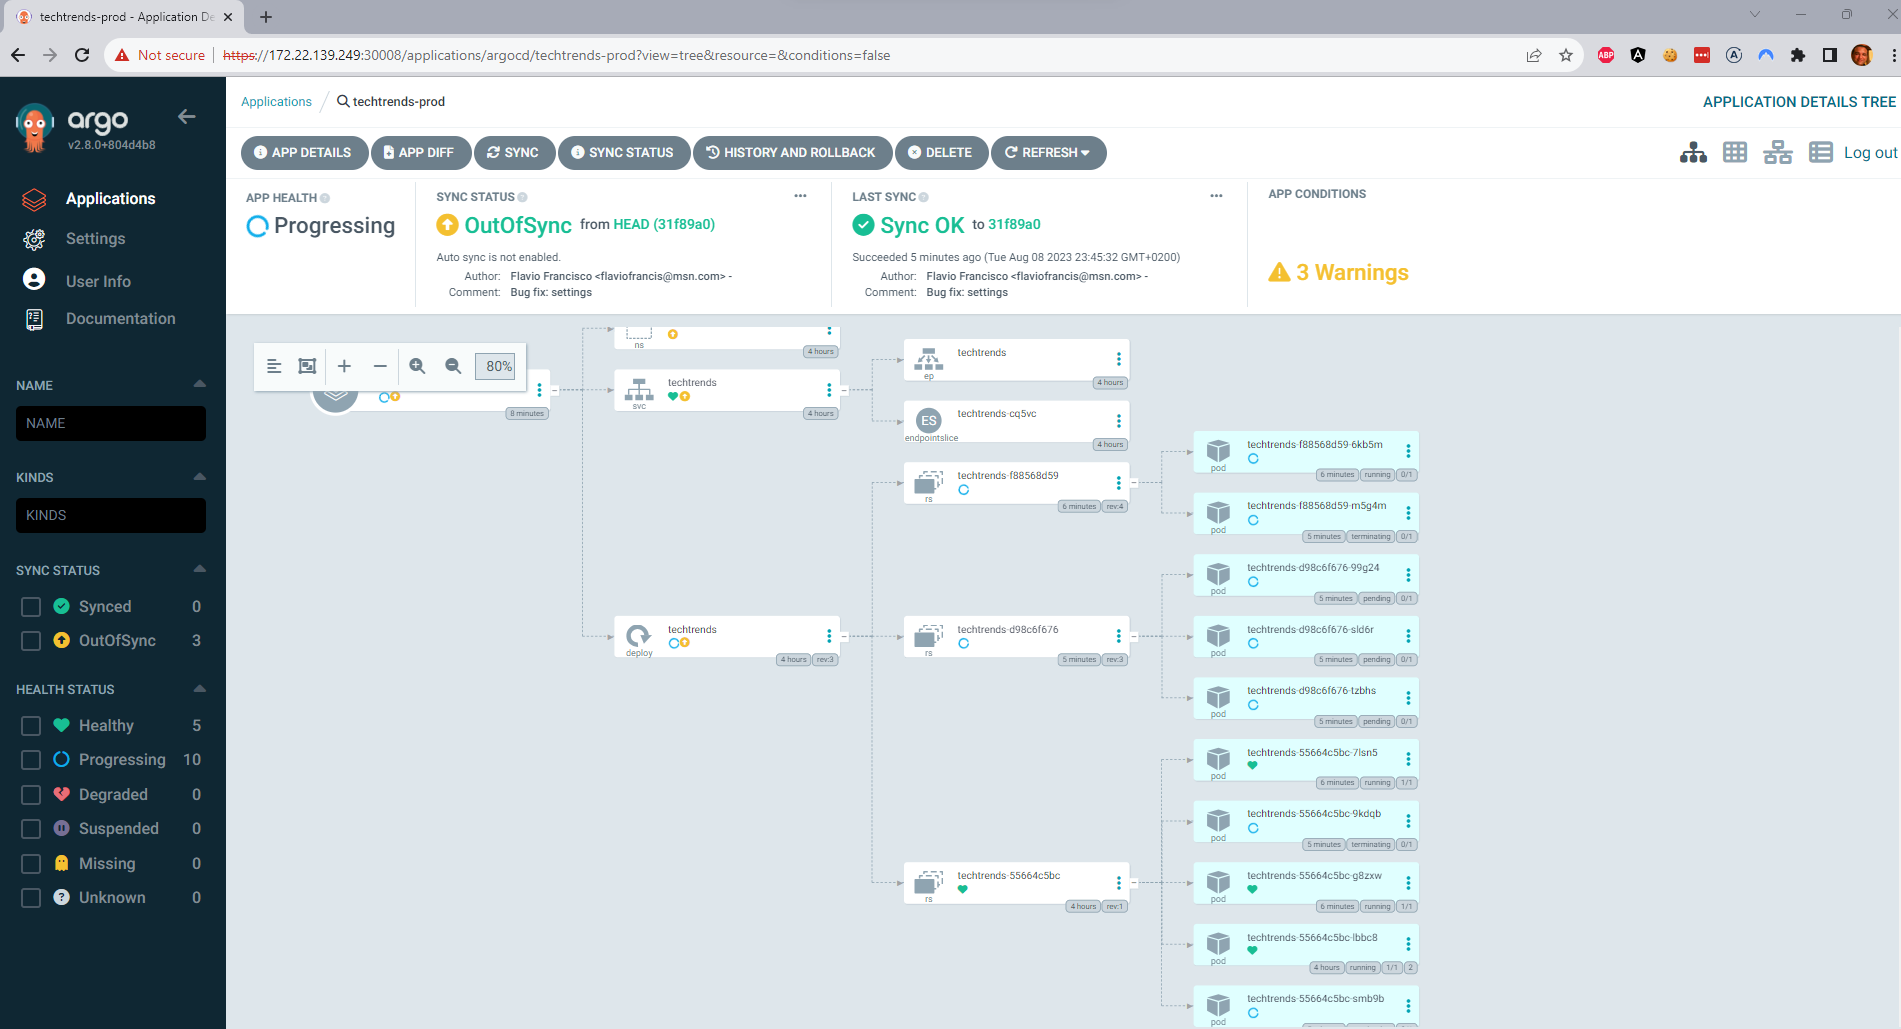 techtrends-prod - Application De
Not secure
https://172.22.139.249:30008/applications/argocd/techtrends-prod?view=tree&resource=&conditions=false
ABP
argo
v2.8.0+804d4b8
Applications
Settings
User Info
Documentation
NAME
NAME
KINDS
KINDS
SYNC STATUS
Synced 0
OutOfSync 3
HEALTH STATUS
Healthy 5
Progressing 10
Degraded 0
Suspended 0
Missing 0
Unknown 0
Applications / techtrends-prod
APPLICATION DETAILS TREE
APP DETAILS
APP DIFF
SYNC
SYNC STATUS
HISTORY AND ROLLBACK
DELETE
REFRESH
Log out
APP HEALTH
Progressing
SYNC STATUS
OutOfSync from HEAD (31f89a0)
Auto sync is not enabled.
Author: Flavio Francisco <flaviofrancis@msn.com> -
Comment: Bug fix: settings
LAST SYNC
Sync OK to 31f89a0
Succeeded 5 minutes ago (Tue Aug 08 2023 23:45:32 GMT+0200)
Author: Flavio Francisco <flaviofrancis@msn.com> -
Comment: Bug fix: settings
APP CONDITIONS
3 Warnings
80%
8 minutes
ns
4 hours
techtrends
svc
4 hours
techtrends
deploy
4 hours rev:3
techtrends
ep
4 hours
ES
techtrends-cq5vc
endpointslice
4 hours
techtrends-f88568d59
rs
6 minutes rev:4
techtrends-d98c6f676
rs
5 minutes rev:3
techtrends-55664c5bc
rs
4 hours rev:1
techtrends-f88568d59-6kb5m
pod
6 minutes running 0/1
techtrends-f88568d59-m5g4m
pod
5 minutes terminating 0/1
techtrends-d98c6f676-99g24
pod
5 minutes pending 0/1
techtrends-d98c6f676-sld6r
pod
5 minutes pending 0/1
techtrends-d98c6f676-tzbhs
pod
5 minutes pending 0/1
techtrends-55664c5bc-7lsn5
pod
6 minutes running 1/1
techtrends-55664c5bc-9kdqb
pod
5 minutes terminating 0/1
techtrends-55664c5bc-g8zxw
pod
6 minutes running 1/1
techtrends-55664c5bc-lbbc8
pod
4 hours running 1/1 2
techtrends-55664c5bc-smb9b
pod